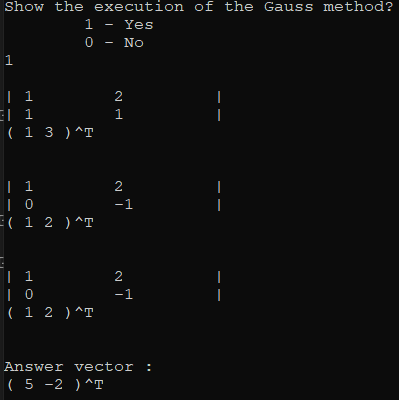 Show the execution of the Gauss method?
1 - Yes
0 - No
1
| 1 2 |
| 1 1 |
( 1 3 )^T
| 1 2 |
| 0 -1 |
( 1 2 )^T
| 1 2 |
| 0 -1 |
( 1 2 )^T
Answer vector :
( 5 -2 )^T